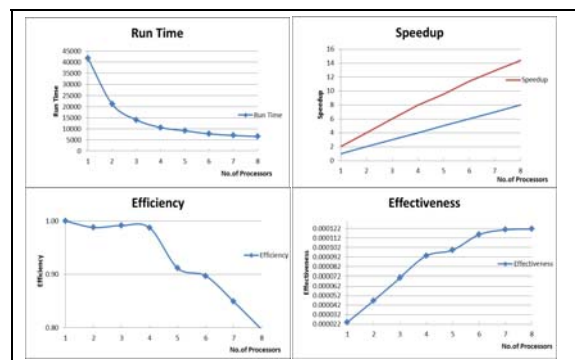 Run Time
45000
40000
35000
30000
25000
20000
15000
10000
5000
0
Run Time
Run Time
1 2 3 4 5 6 7 8
No.of Processors
Speedup
16
14
12
10
8
6
4
2
0
Speedup
Speedup
1 2 3 4 5 6 7 8
No.of Processors
Efficiency
1.00
0.90
0.80
Efficiency
Efficiency
1 2 3 4 5 6 7 8
No.of Processors
Effectiveness
0.000122
0.000112
0.000102
0.000092
0.000082
0.000072
0.000062
0.000052
0.000042
0.000032
0.000022
Effectiveness
Effectiveness
1 2 3 4 5 6 7 8
No.of Processors